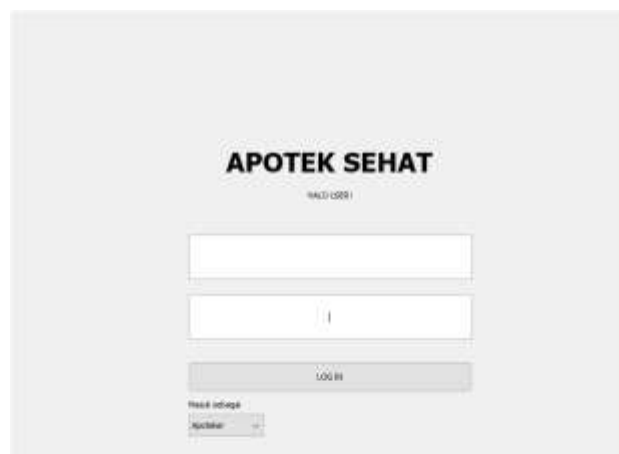 APOTEK SEHAT
HALO USER !
LOG IN
Masuk sebagai
Apoteker